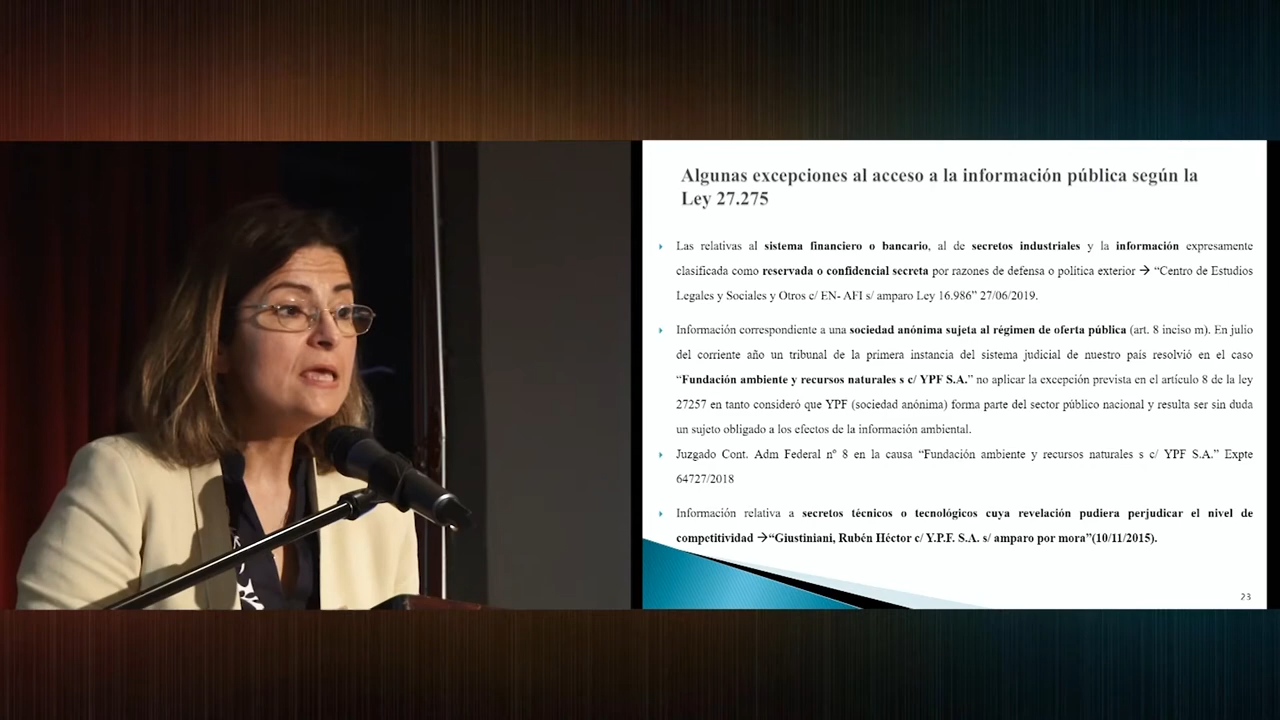 Algunas excepciones al acceso a la información pública según la
Ley 27.275
Las relativas al sistema financiero o bancario, al de secretos industriales y la información expresamente
clasificada como reservada o confidencial secreta por razones de defensa o política exterior → “Centro de Estudios
Legales y Sociales y Otros c/ EN- AFI s/ amparo Ley 16.986” 27/06/2019.
Información correspondiente a una sociedad anónima sujeta al régimen de oferta pública (art. 8 inciso m). En julio
del corriente año un tribunal de la primera instancia del sistema judicial de nuestro país resolvió en el caso
“Fundación ambiente y recursos naturales s c/ YPF S.A.” no aplicar la excepción prevista en el artículo 8 de la ley
27257 en tanto consideró que YPF (sociedad anónima) forma parte del sector público nacional y resulta ser sin duda
un sujeto obligado a los efectos de la información ambiental.
Juzgado Cont. Adm Federal nº 8 en la causa “Fundación ambiente y recursos naturales s c/ YPF S.A.” Expte
64727/2018
Información relativa a secretos técnicos o tecnológicos cuya revelación pudiera perjudicar el nivel de
competitividad →“Giustiniani, Rubén Héctor c/ Y.P.F. S.A. s/ amparo por mora”(10/11/2015).
23